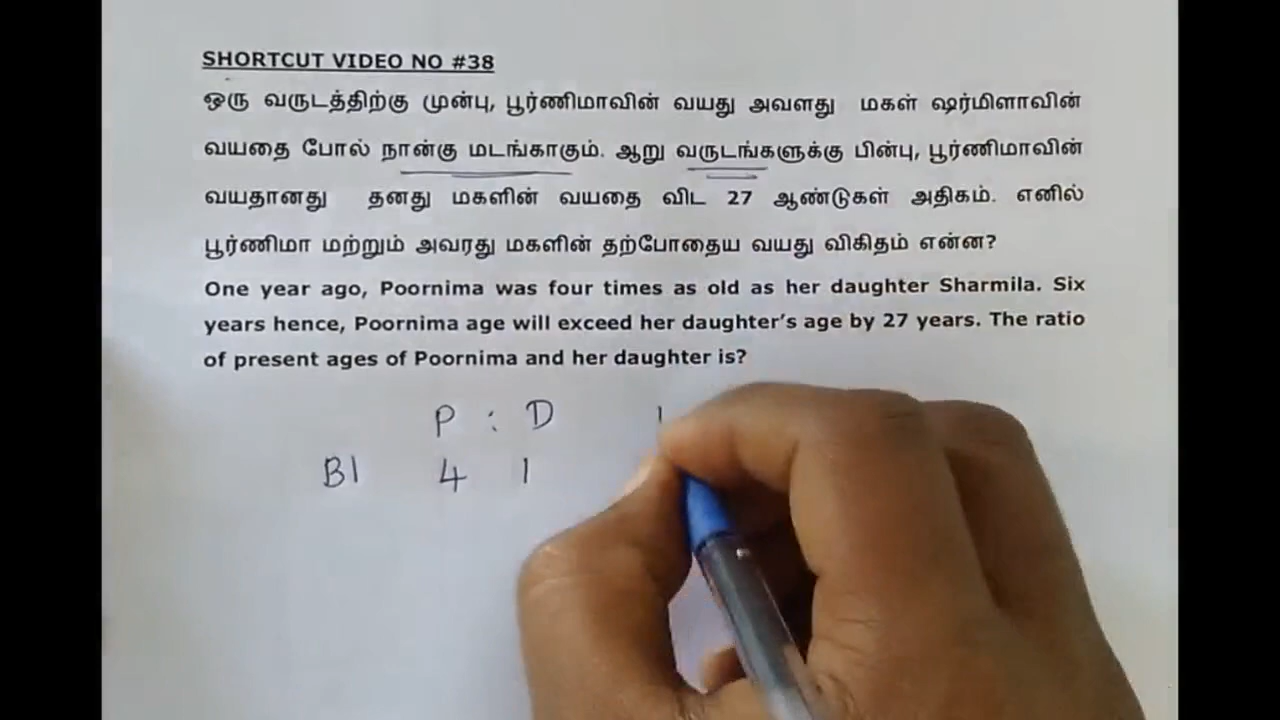 SHORTCUT VIDEO NO #38
ஒரு வருடத்திற்கு முன்பு, பூர்ணிமாவின் வயது அவளது மகள் ஷர்மிளாவின்
வயதை போல் நான்கு மடங்காகும். ஆறு வருடங்களுக்கு பின்பு, பூர்ணிமாவின்
வயதானது தனது மகளின் வயதை விட 27 ஆண்டுகள் அதிகம். எனில்
பூர்ணிமா மற்றும் அவரது மகளின் தற்போதைய வயது விகிதம் என்ன?
One year ago, Poornima was four times as old as her daughter Sharmila. Six
years hence, Poornima age will exceed her daughter's age by 27 years. The ratio
of present ages of Poornima and her daughter is?
P : D
B1 4 1